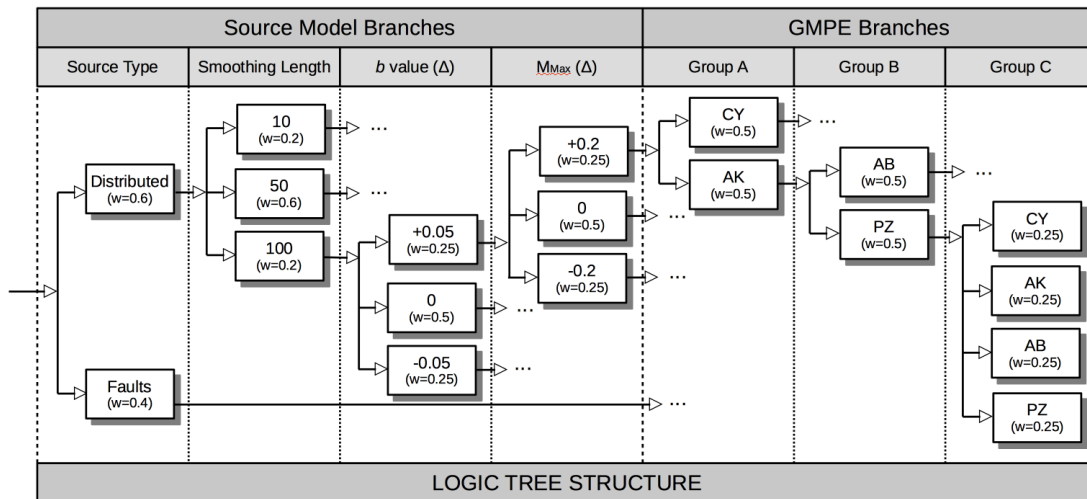 Source Model Branches
GMPE Branches
Source Type
Smoothing Length
b value (Δ)
MMax (Δ)
Group A
Group B
Group C
Distributed
(w=0.6)
Faults
(w=0.4)
10
(w=0.2)
...
50
(w=0.6)
...
100
(w=0.2)
+0.05
(w=0.25)
0
(w=0.5)
...
-0.05
(w=0.25)
...
+0.2
(w=0.25)
0
(w=0.5)
...
-0.2
(w=0.25)
...
...
CY
(w=0.5)
...
AK
(w=0.5)
AB
(w=0.5)
...
PZ
(w=0.5)
CY
(w=0.25)
AK
(w=0.25)
AB
(w=0.25)
PZ
(w=0.25)
LOGIC TREE STRUCTURE